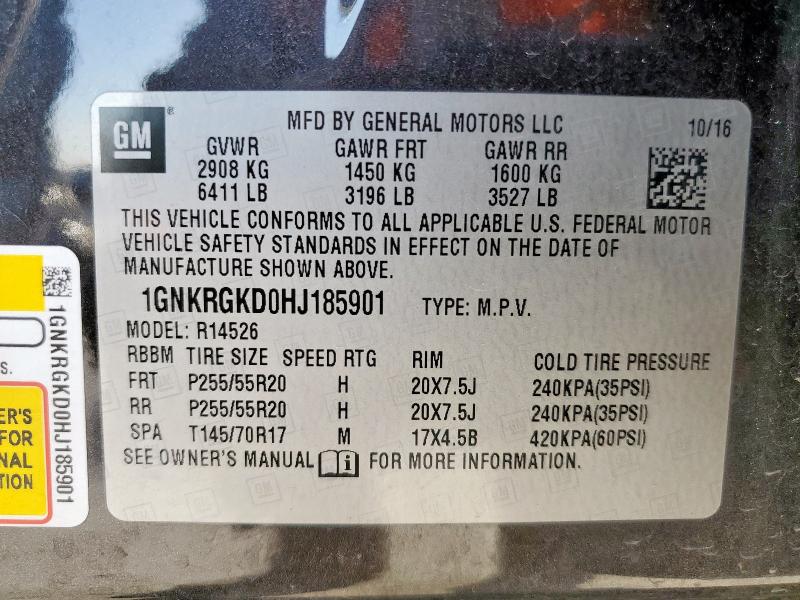 GM
MFD BY GENERAL MOTORS LLC
10/16
GVWR GAWR FRT GAWR RR
2908 KG 1450 KG 1600 KG
6411 LB 3196 LB 3527 LB
THIS VEHICLE CONFORMS TO ALL APPLICABLE U.S. FEDERAL MOTOR
VEHICLE SAFETY STANDARDS IN EFFECT ON THE DATE OF
MANUFACTURE SHOWN ABOVE.
1GNKRGKD0HJ185901 TYPE: M.P.V.
MODEL: R14526
RBBM TIRE SIZE SPEED RTG RIM COLD TIRE PRESSURE
FRT P255/55R20 H 20X7.5J 240KPA(35PSI)
RR P255/55R20 H 20X7.5J 240KPA(35PSI)
SPA T145/70R17 M 17X4.5B 420KPA(60PSI)
SEE OWNER'S MANUAL FOR MORE INFORMATION.
1GNKRGKD0HJ185901
S.
ER'S
FOR
NAL
TION